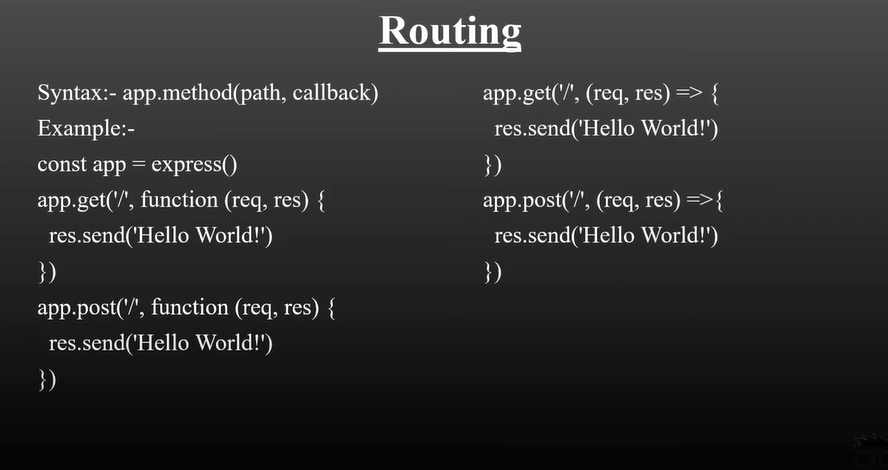 Routing
Syntax:- app.method(path, callback)
Example:-
const app = express()
app.get('/', function (req, res) {
res.send('Hello World!')
})
app.post('/', function (req, res) {
res.send('Hello World!')
})
app.get('/', (req, res) => {
res.send('Hello World!')
})
app.post('/', (req, res) =>{
res.send('Hello World!')
})